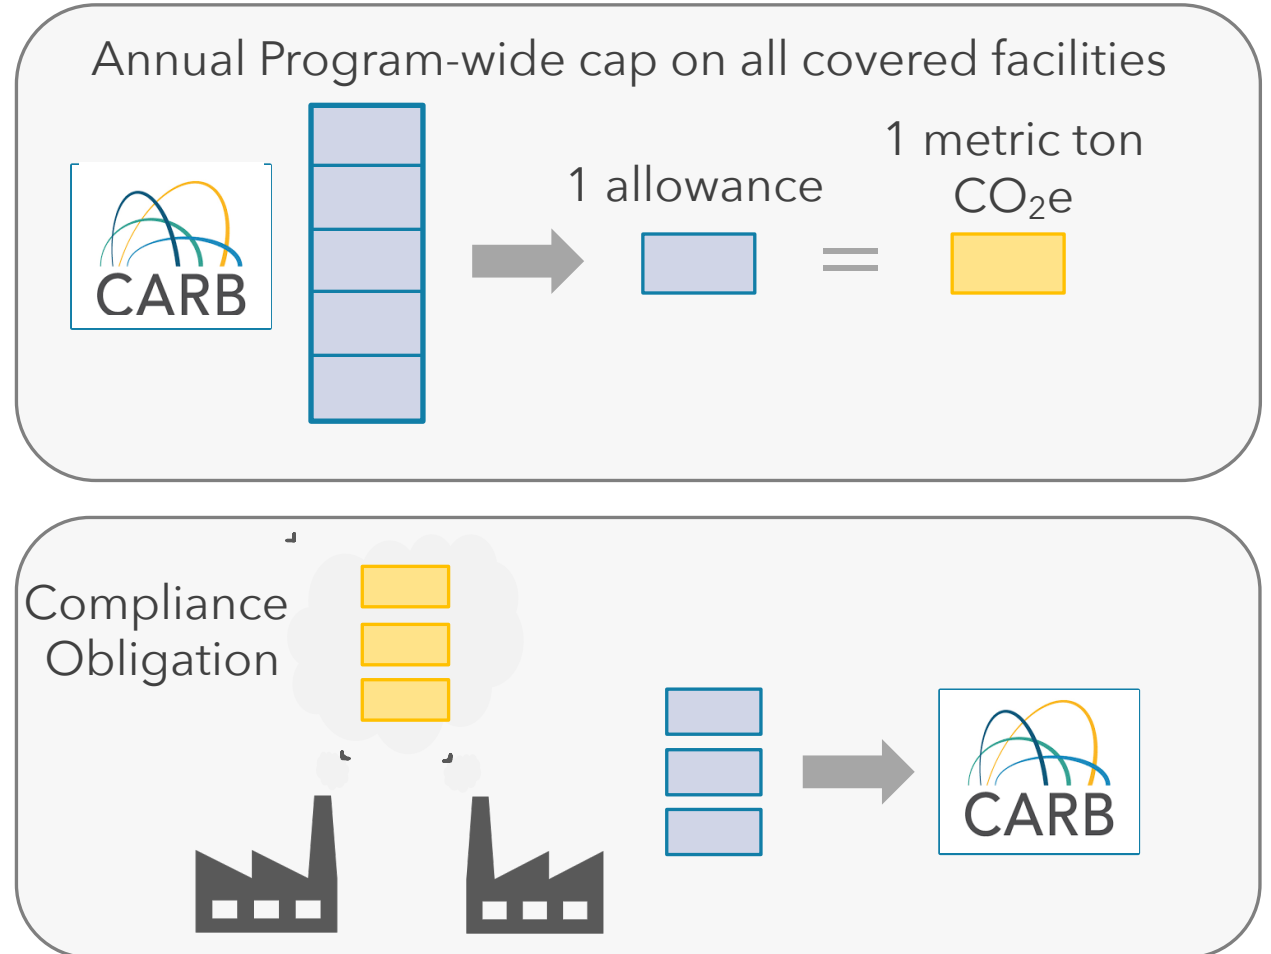 Annual Program-wide cap on all covered facilities
CARB
1 allowance
1 metric ton
CO₂e
Compliance
Obligation
CARB